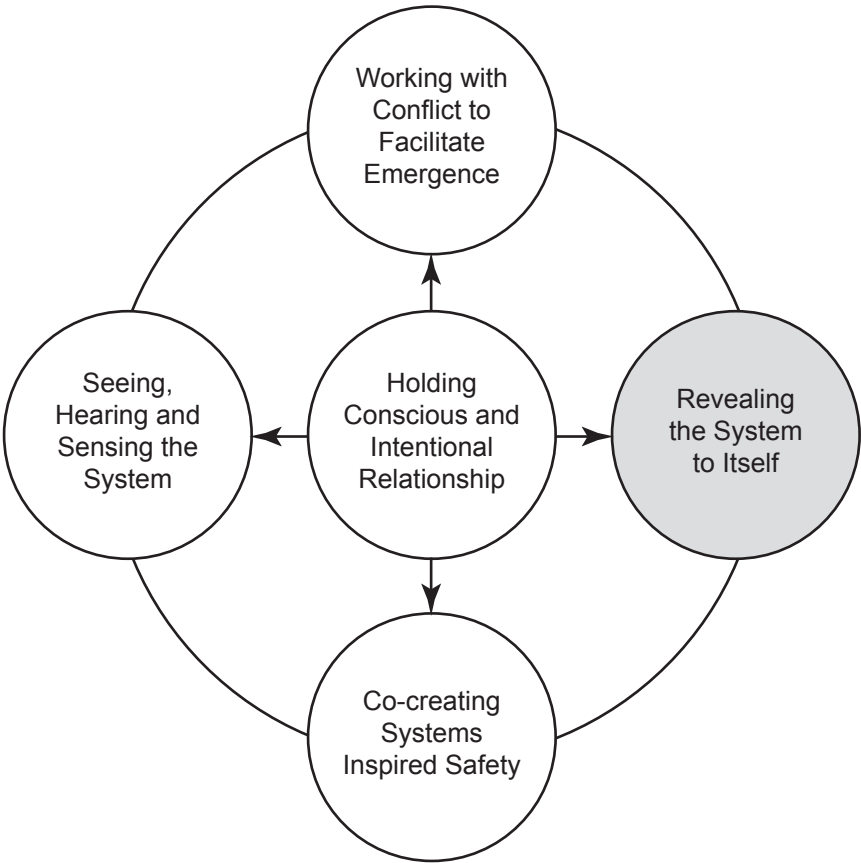 Working with
Conflict to
Facilitate
Emergence
Seeing,
Hearing and
Sensing the
System
Holding
Conscious and
Intentional
Relationship
Revealing
the System
to Itself
Co-creating
Systems
Inspired Safety